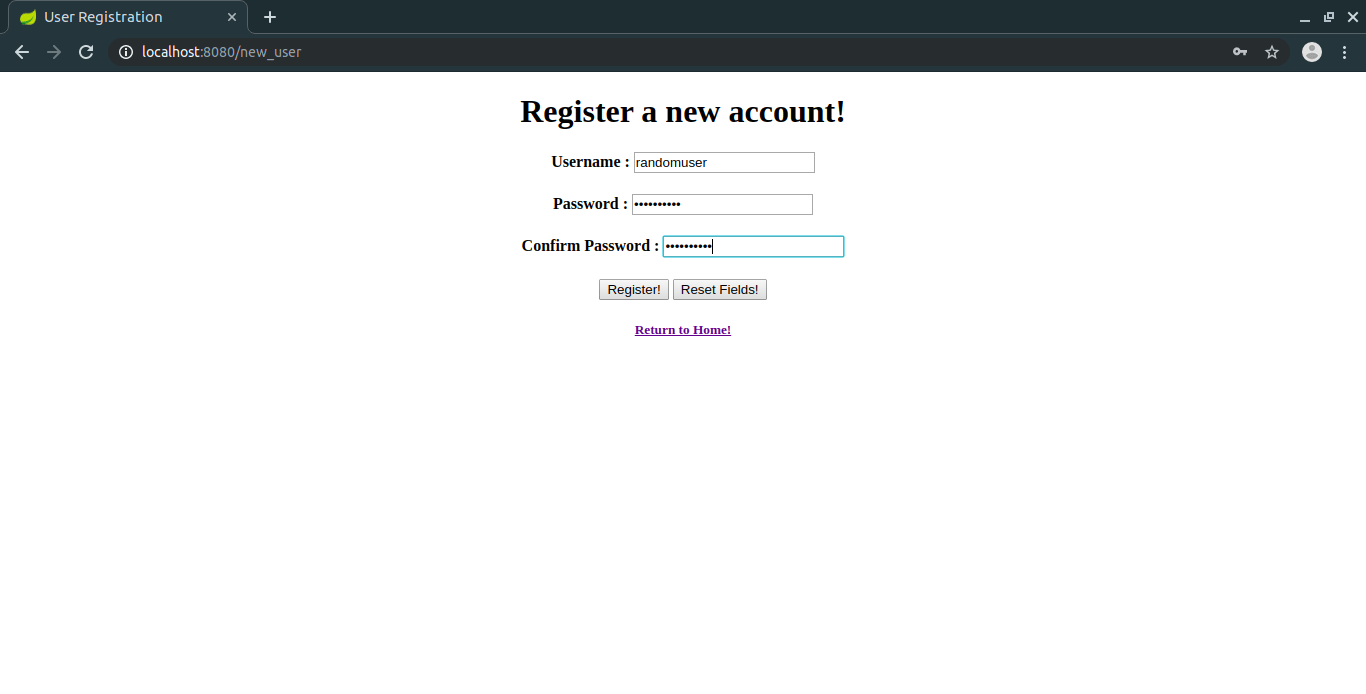 User Registration
localhost:8080/new_user
Register a new account!
Username : randomuser
Password : ••••••••••
Confirm Password : ••••••••••
Register! Reset Fields!
Return to Home!